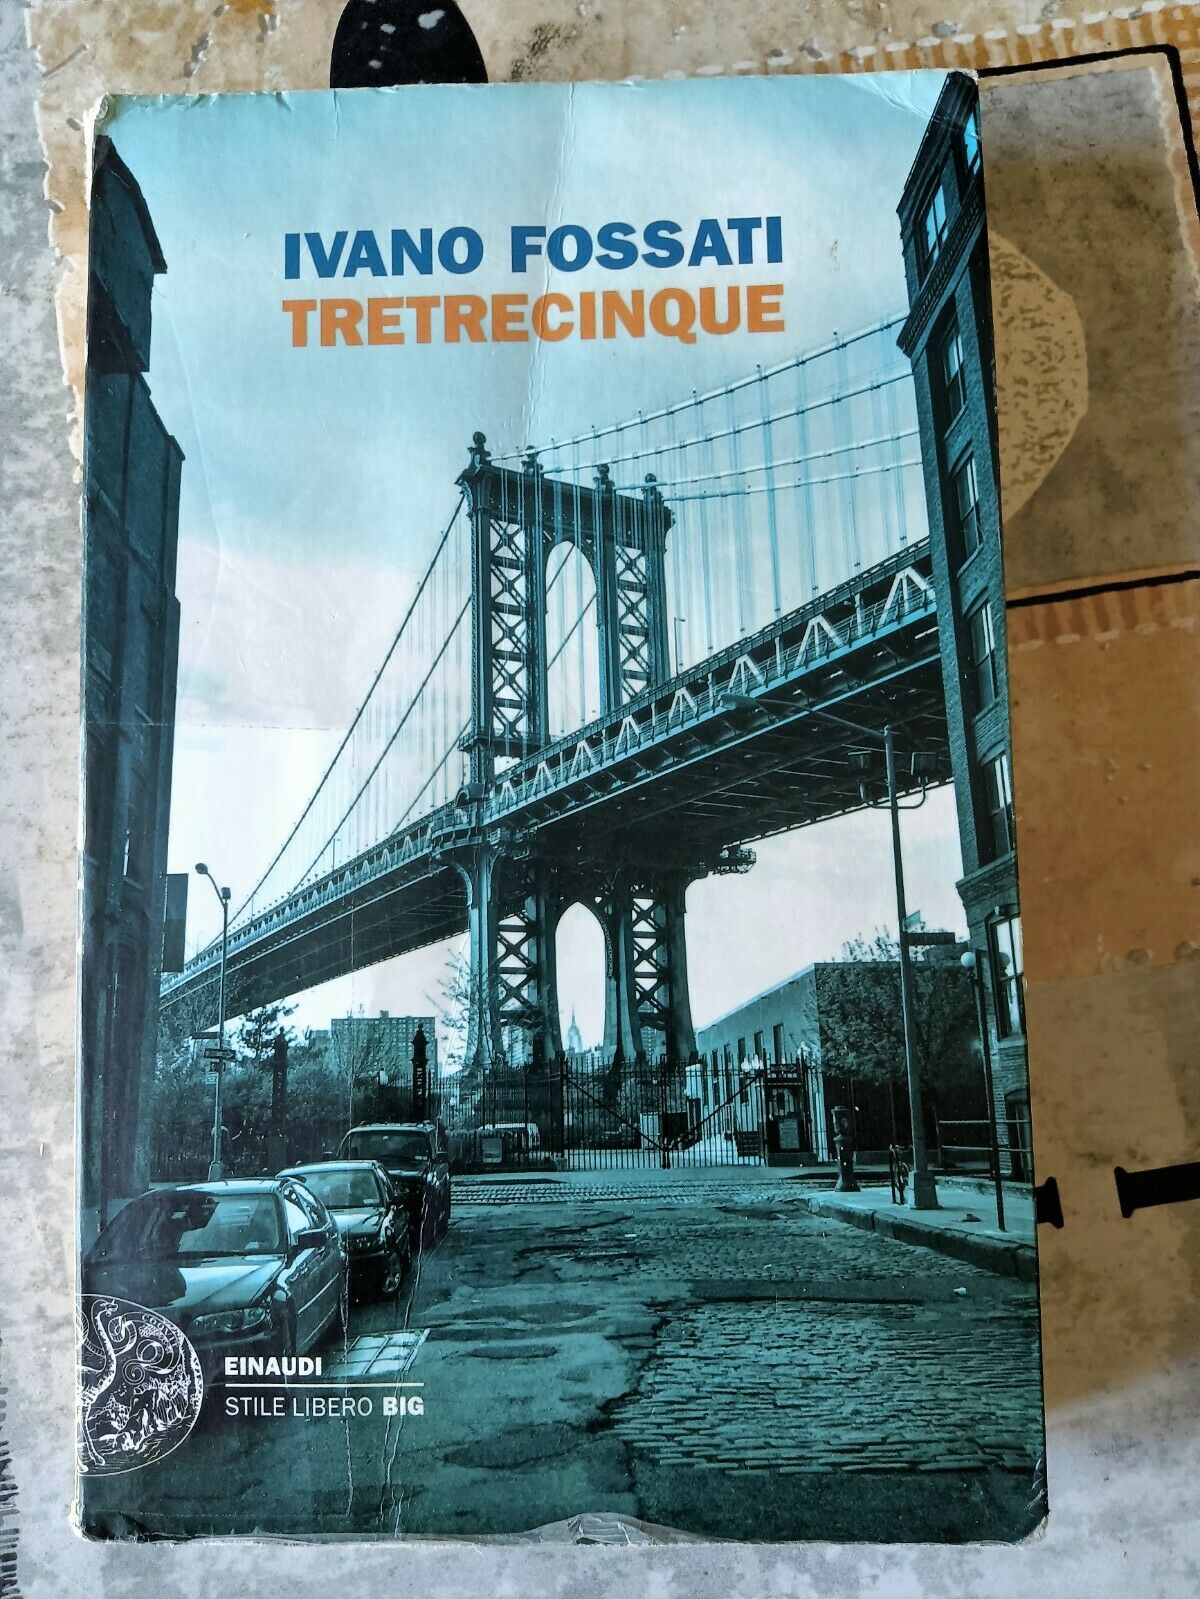 IVANO FOSSATI
TRETRECINQUE
EINAUDI
STILE LIBERO BIG